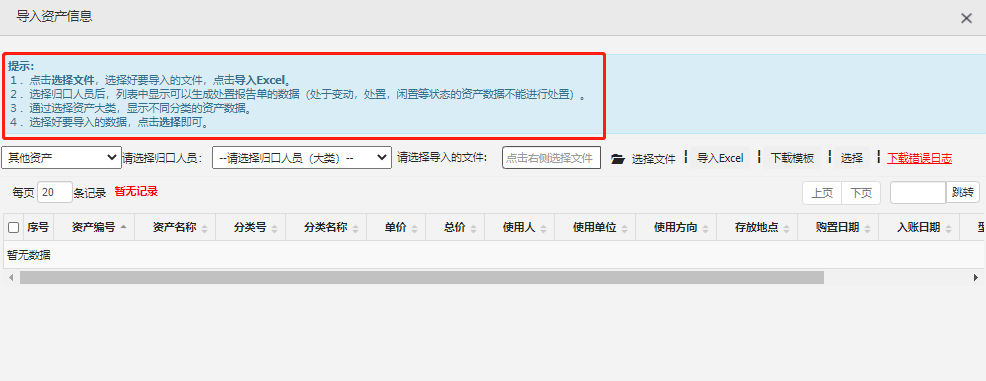 导入资产信息
提示:
1 ．点击选择文件，选择好要导入的文件，点击导入Excel。
2 ．选择归口人员后，列表中显示可以生成处置报告单的数据（处于变动，处置，闲置等状态的资产数据不能进行处置）。
3 ．通过选择资产大类，显示不同分类的资产数据。
4 ．选择好要导入的数据，点击选择即可。
其他资产 请选择归口人员： --请选择归口人员（大类）-- 请选择导入的文件: 点击右侧选择文件 选择文件 ¦ 导入Excel ¦ 下载模板 ¦ 选择 ¦ 下载错误日志
每页 20 条记录 暂无记录 上页 下页 跳转
序号 资产编号 资产名称 分类号 分类名称 单价 总价 使用人 使用单位 使用方向 存放地点 购置日期 入账日期
暂无数据